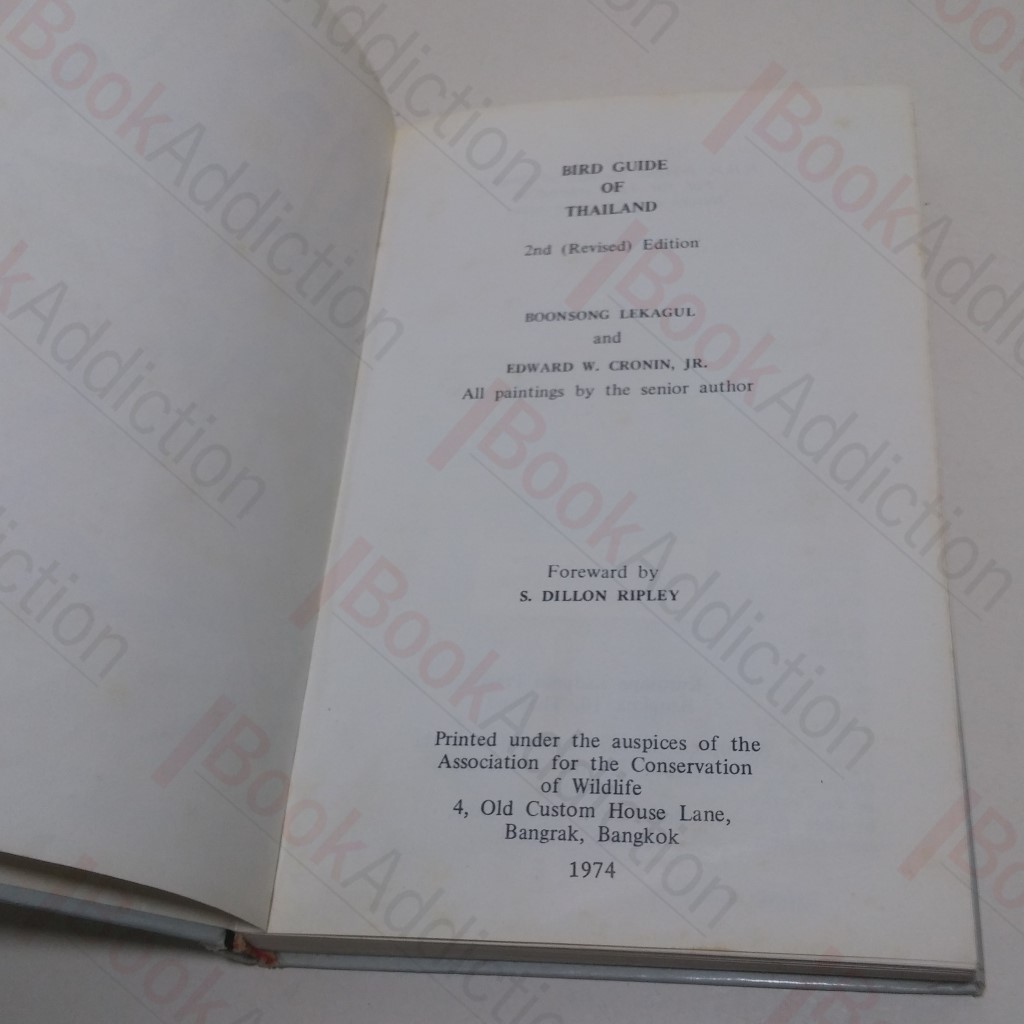 BIRD GUIDE
OF
THAILAND
2nd (Revised) Edition
BOONSONG LEKAGUL
and
EDWARD W. CRONIN, JR.
All paintings by the senior author
Foreward by
S. DILLON RIPLEY
Printed under the auspices of the
Association for the Conservation
of Wildlife
4, Old Custom House Lane,
Bangrak, Bangkok
1974
BookAddiction